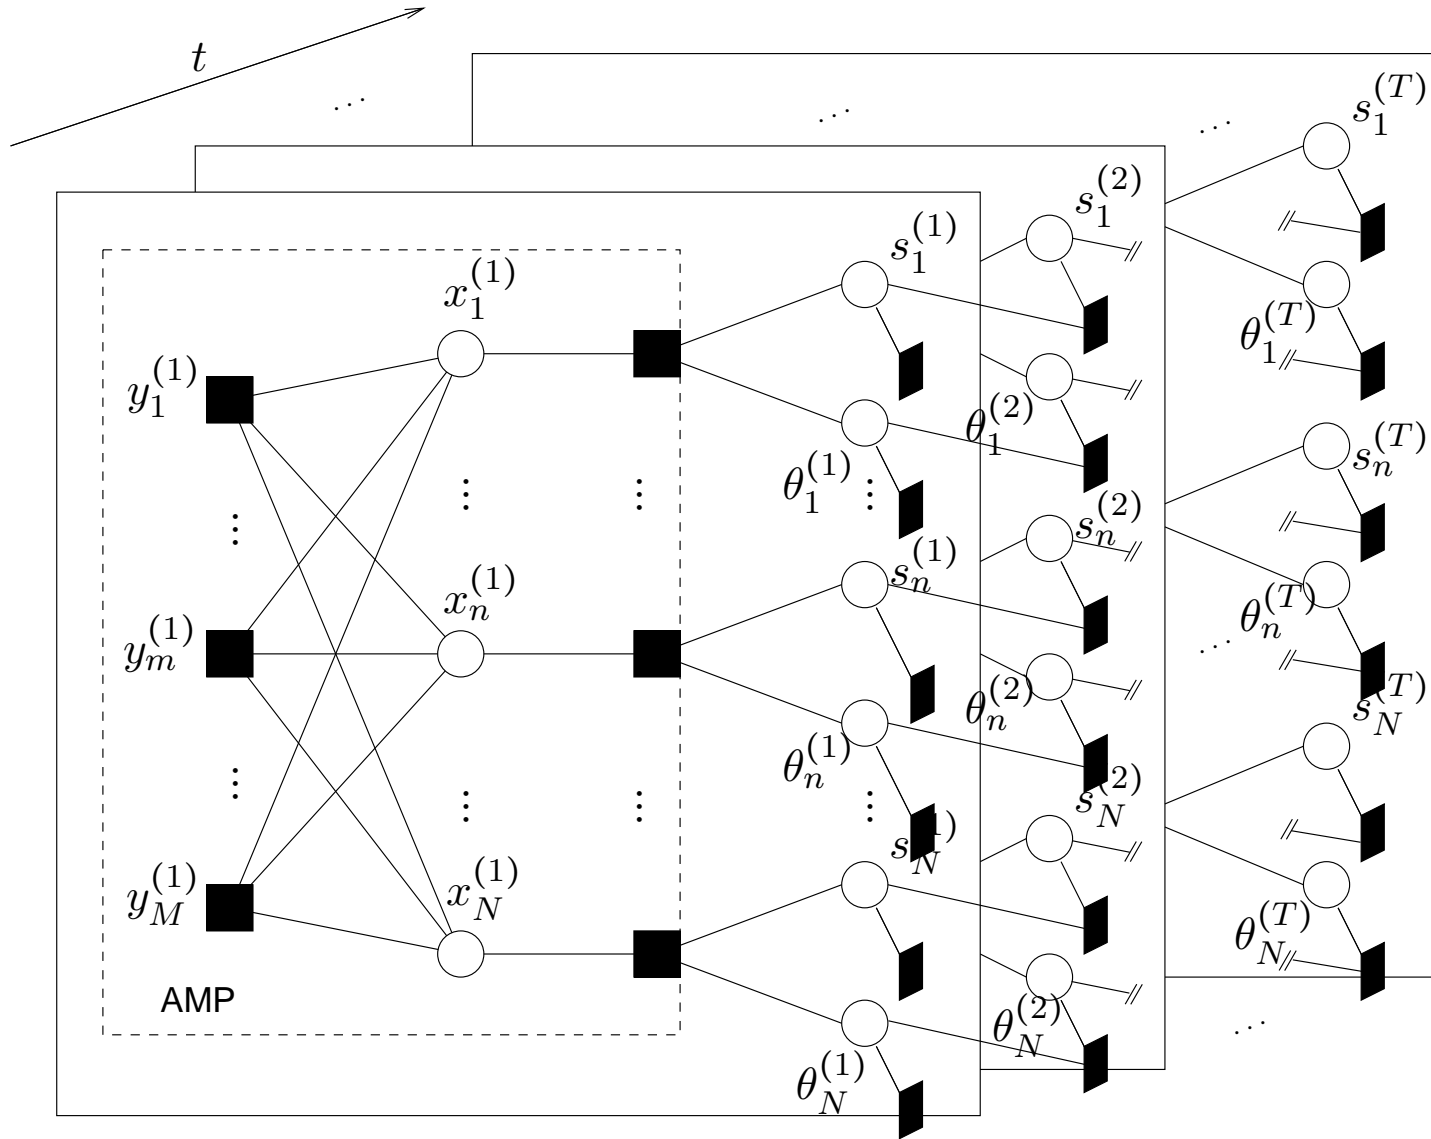 t
. . .
. . .
. . .
s_1^{(T)}
s_1^{(2)}
s_1^{(1)}
x_1^{(1)}
θ_1^{(T)}
y_1^{(1)}
θ_1^{(2)}
s_n^{(T)}
θ_1^{(1)}
s_n^{(2)}
s_n^{(1)}
x_n^{(1)}
θ_n^{(T)}
y_m^{(1)}
. . .
θ_n^{(2)}
s_N^{(T)}
θ_n^{(1)}
s_N^{(2)}
s_N^{(1)}
x_N^{(1)}
y_M^{(1)}
θ_N^{(T)}
AMP
θ_N^{(2)}
. . .
θ_N^{(1)}